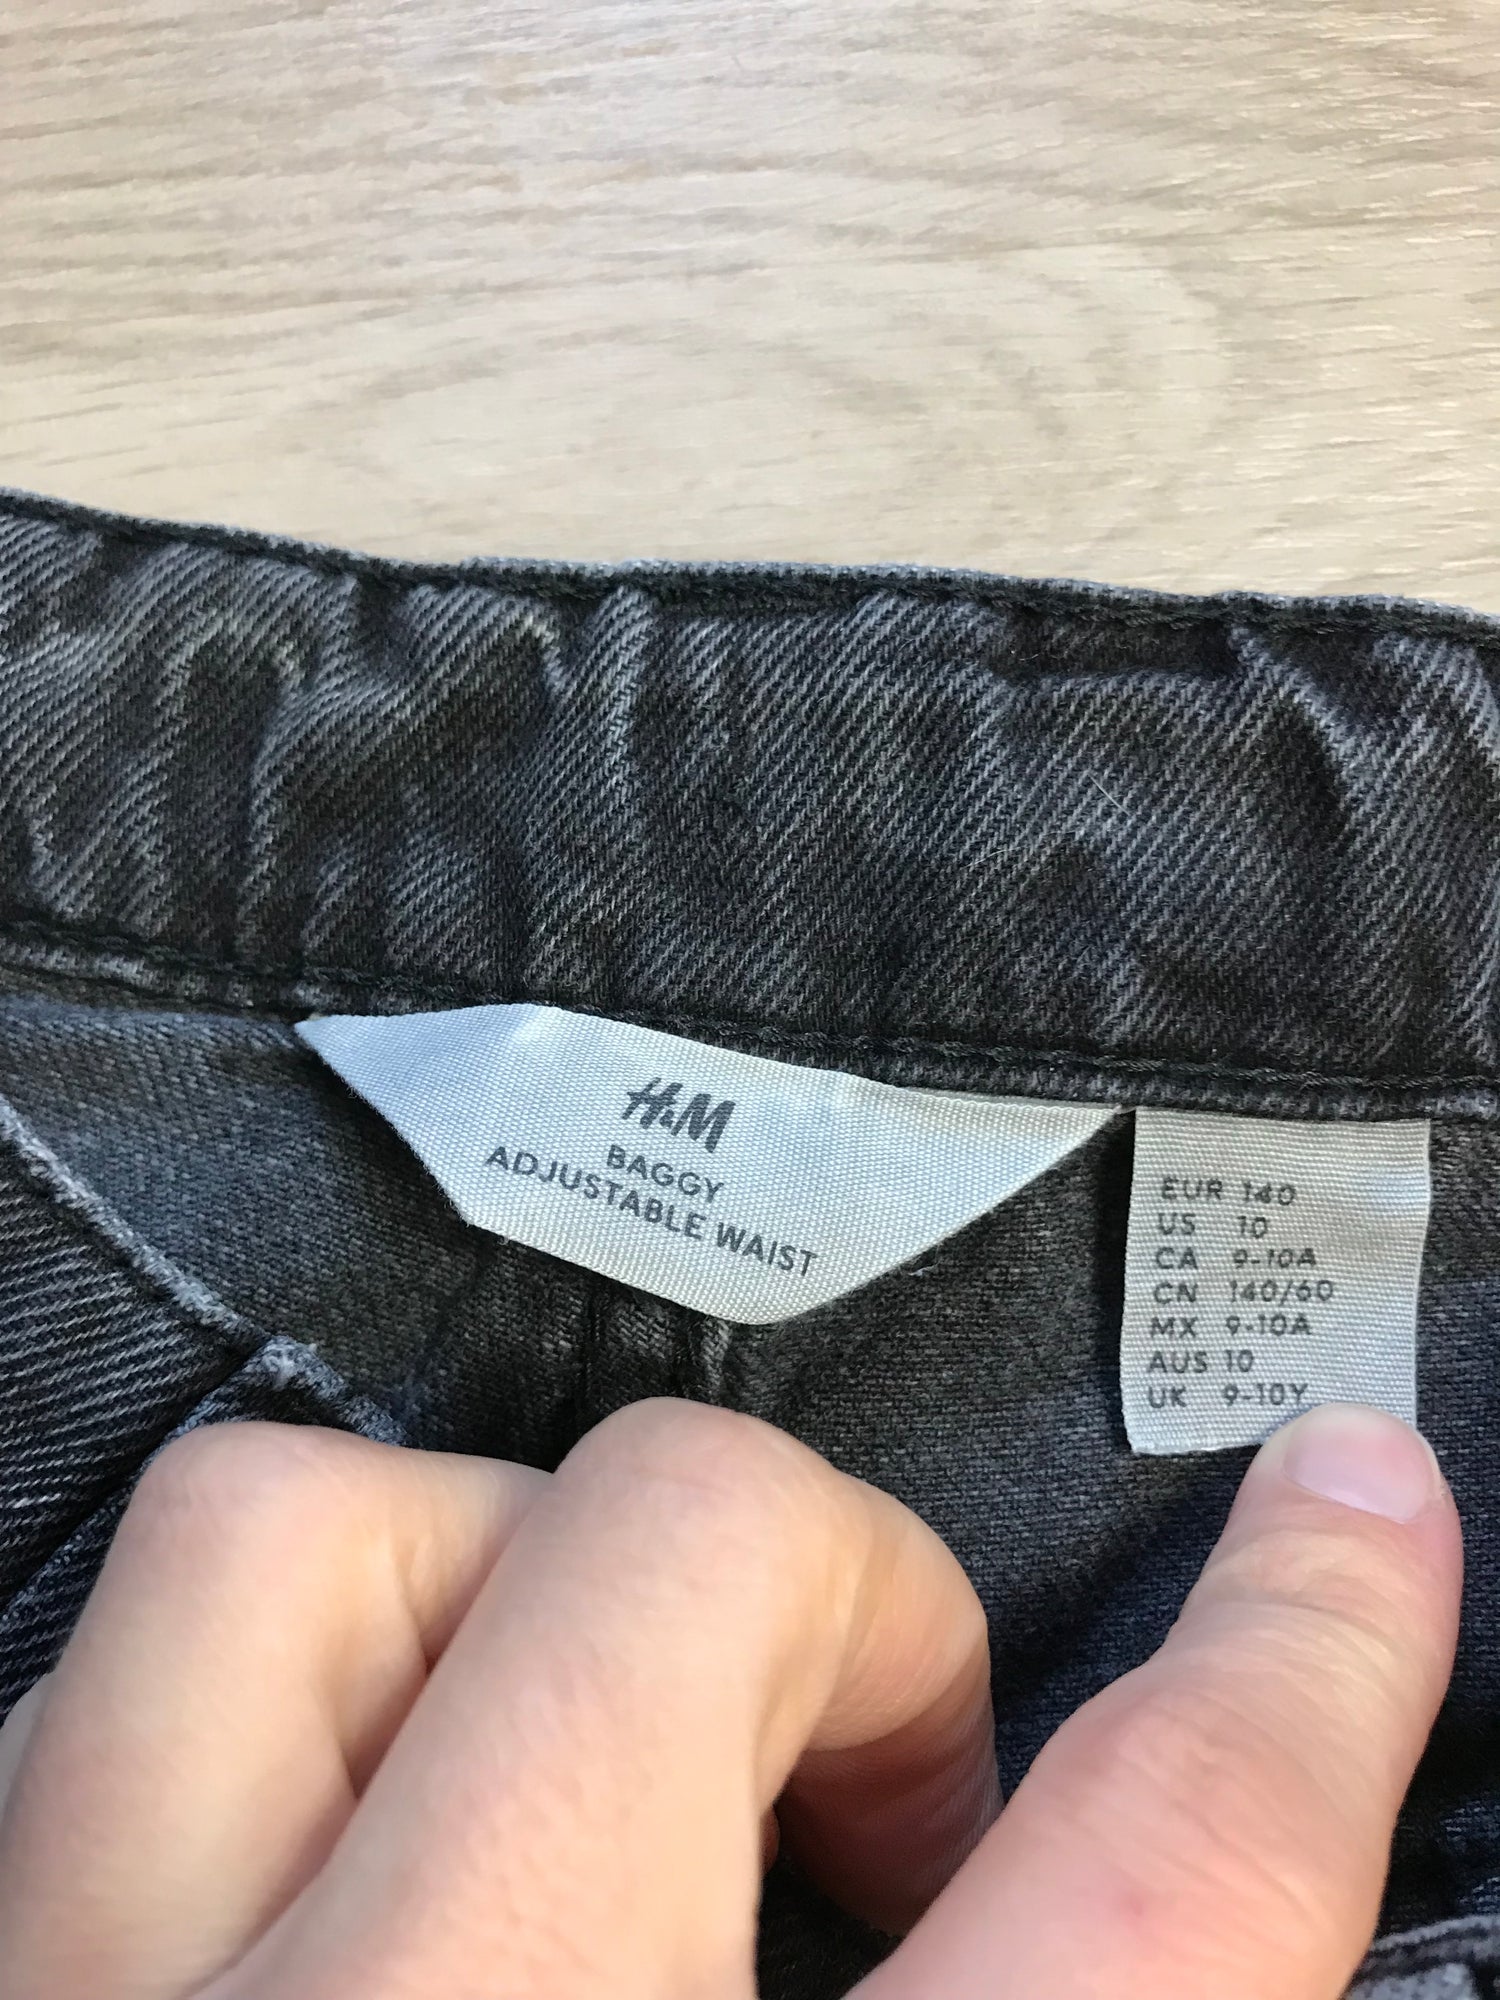 H&M
BAGGY
ADJUSTABLE WAIST
EUR 140
US 10
CA 9-10A
CN 140/60
MX 9-10A
AUS 10
UK 9-10Y